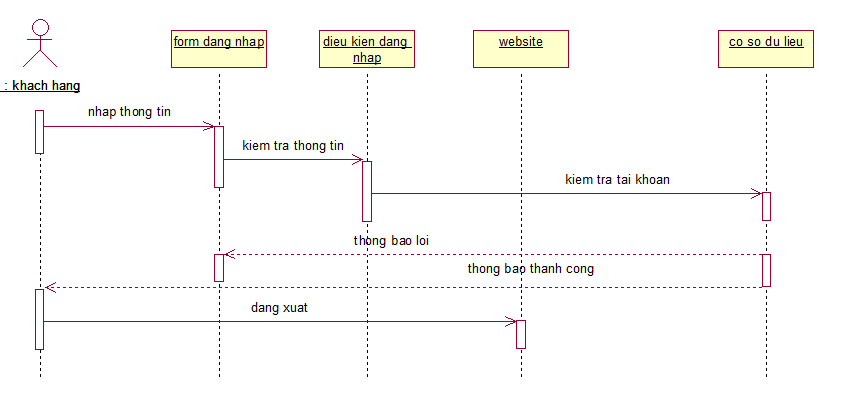 form dang nhap
dieu kien dang
nhap
website
co so du lieu
: khach hang
nhap thong tin
kiem tra thong tin
kiem tra tai khoan
thong bao loi
thong bao thanh cong
dang xuat